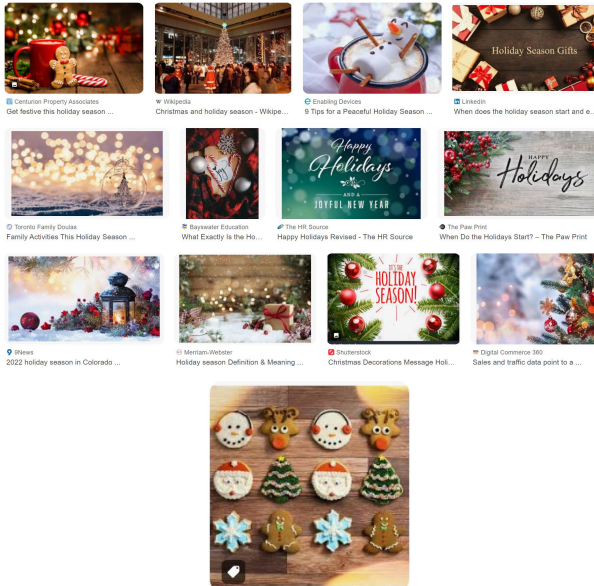 Holiday Season Gifts
Centurion Property Associates
Get festive this holiday season ...
W Wikipedia
Christmas and holiday season - Wikipe...
Enabling Devices
9 Tips for a Peaceful Holiday Season ...
in LinkedIn
When does the holiday season start and e...
Joy
Happy
Holidays
AND A
JOYFUL NEW YEAR
HAPPY
Holidays
Toronto Family Doulas
Family Activities This Holiday Season ...
Bayswater Education
What Exactly Is the Ho...
The HR Source
Happy Holidays Revised - The HR Source
The Paw Print
When Do the Holidays Start? – The Paw Print
IT'S THE
HOLIDAY
SEASON!
9News
2022 holiday season in Colorado ...
Merriam-Webster
Holiday season Definition & Meaning ...
Shutterstock
Christmas Decorations Message Holi...
Digital Commerce 360
Sales and traffic data point to a ...